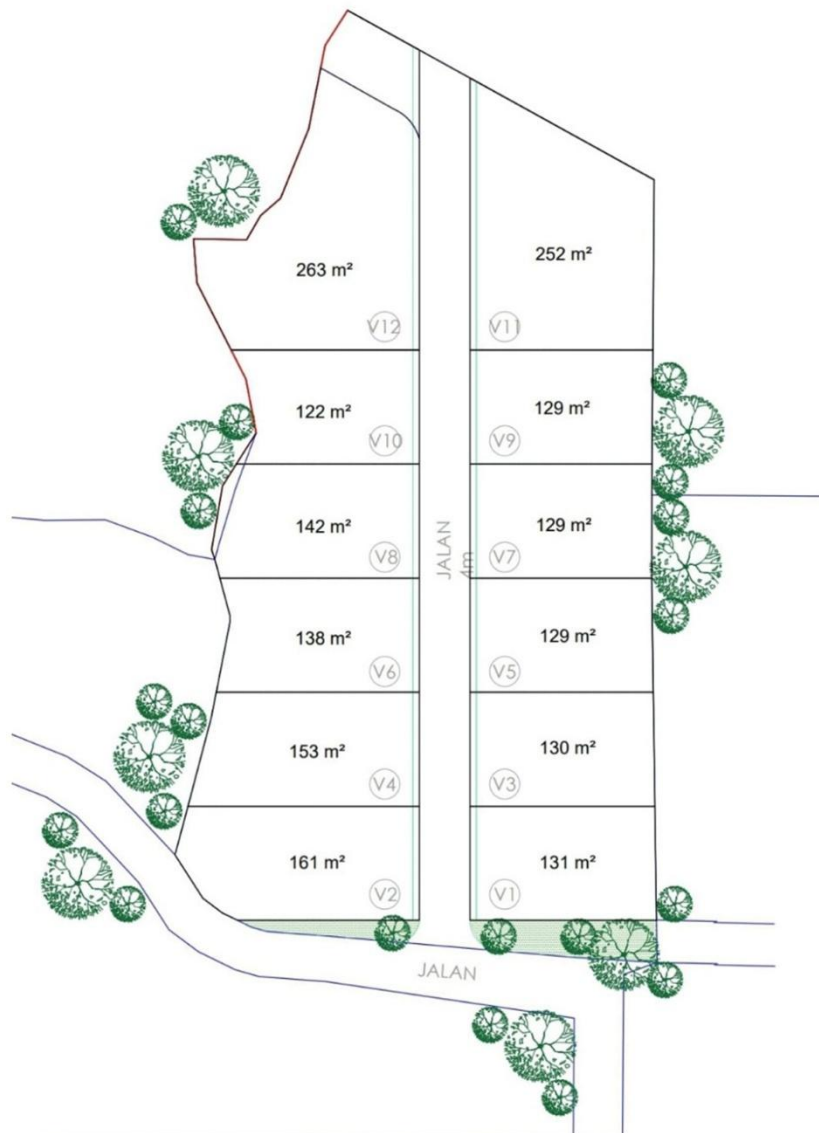 252 m²
263 m²
V12
V11
122 m²
129 m²
V10
V9
142 m²
129 m²
V8
JALAN
4m
V7
138 m²
129 m²
V6
V5
153 m²
130 m²
V4
V3
161 m²
131 m²
V2
V1
JALAN